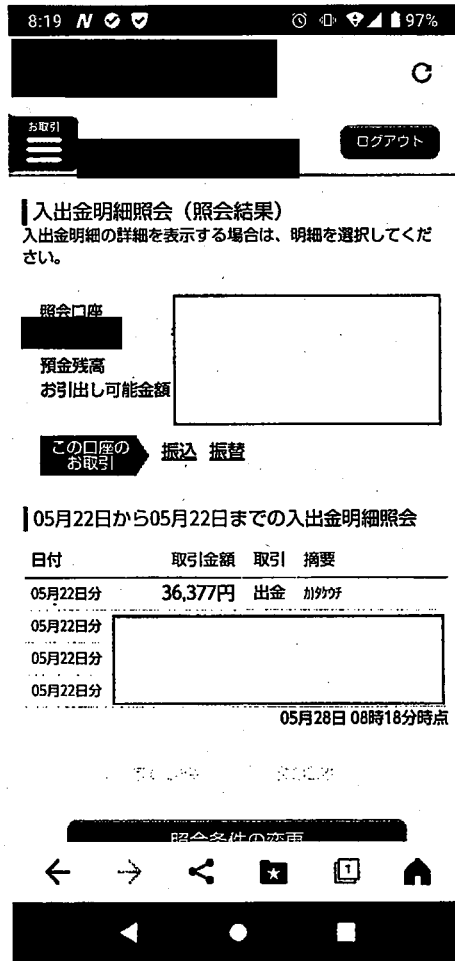 8:19
97%
お取引
ログアウト
入出金明細照会（照会結果）
入出金明細の詳細を表示する場合は、明細を選択してくだ
さい。
照会口座
預金残高
お引出し可能金額
この口座の
お取引
振込 振替
05月22日から05月22日までの入出金明細照会
日付 取引金額 取引 摘要
05月22日分 36,377円 出金 ｶ)ﾀｹｳﾁ
05月22日分
05月22日分
05月22日分
05月28日 08時18分時点
照会条件の変更
1